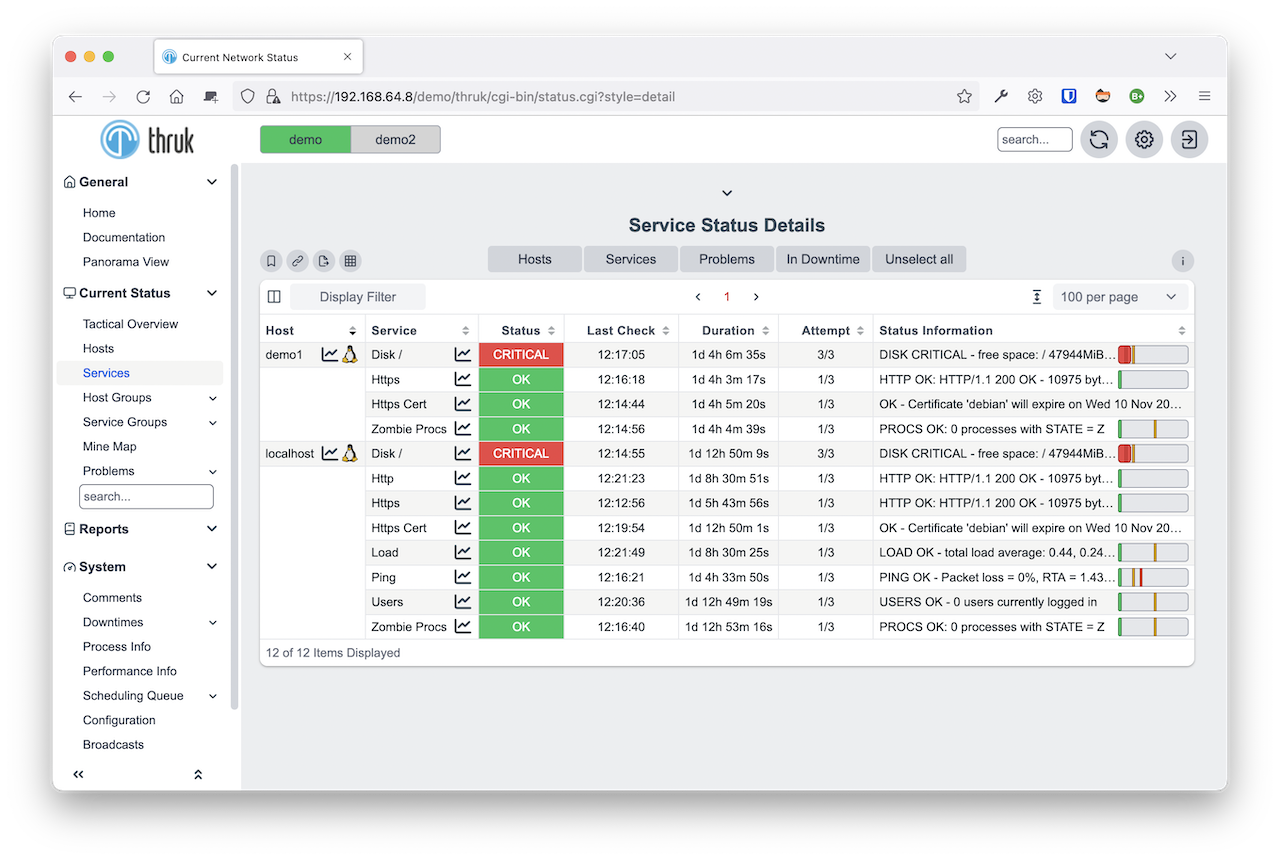 Current Network Status
https://192.168.64.8/demo/thruk/cgi-bin/status.cgi?style=detail
thruk
demo demo2
search...
General
Home
Documentation
Panorama View
Current Status
Tactical Overview
Hosts
Services
Host Groups
Service Groups
Mine Map
Problems
search...
Reports
System
Comments
Downtimes
Process Info
Performance Info
Scheduling Queue
Configuration
Broadcasts
Service Status Details
Hosts Services Problems In Downtime Unselect all
Display Filter 1 100 per page
Host Service Status Last Check Duration Attempt Status Information
demo1 Disk / CRITICAL 12:17:05 1d 4h 6m 35s 3/3 DISK CRITICAL - free space: / 47944MiB...
Https OK 12:16:18 1d 4h 3m 17s 1/3 HTTP OK: HTTP/1.1 200 OK - 10975 byt...
Https Cert OK 12:14:44 1d 4h 5m 20s 1/3 OK - Certificate 'debian' will expire on Wed 10 Nov 20...
Zombie Procs OK 12:14:56 1d 4h 4m 39s 1/3 PROCS OK: 0 processes with STATE = Z
localhost Disk / CRITICAL 12:14:55 1d 12h 50m 9s 3/3 DISK CRITICAL - free space: / 47944MiB...
Http OK 12:21:23 1d 8h 30m 51s 1/3 HTTP OK: HTTP/1.1 200 OK - 10975 byt...
Https OK 12:12:56 1d 5h 43m 56s 1/3 HTTP OK: HTTP/1.1 200 OK - 10975 byt...
Https Cert OK 12:19:54 1d 12h 50m 1s 1/3 OK - Certificate 'debian' will expire on Wed 10 Nov 20...
Load OK 12:21:49 1d 8h 30m 25s 1/3 LOAD OK - total load average: 0.44, 0.24...
Ping OK 12:16:21 1d 4h 33m 50s 1/3 PING OK - Packet loss = 0%, RTA = 1.43...
Users OK 12:20:36 1d 12h 49m 19s 1/3 USERS OK - 0 users currently logged in
Zombie Procs OK 12:16:40 1d 12h 53m 16s 1/3 PROCS OK: 0 processes with STATE = Z
12 of 12 Items Displayed